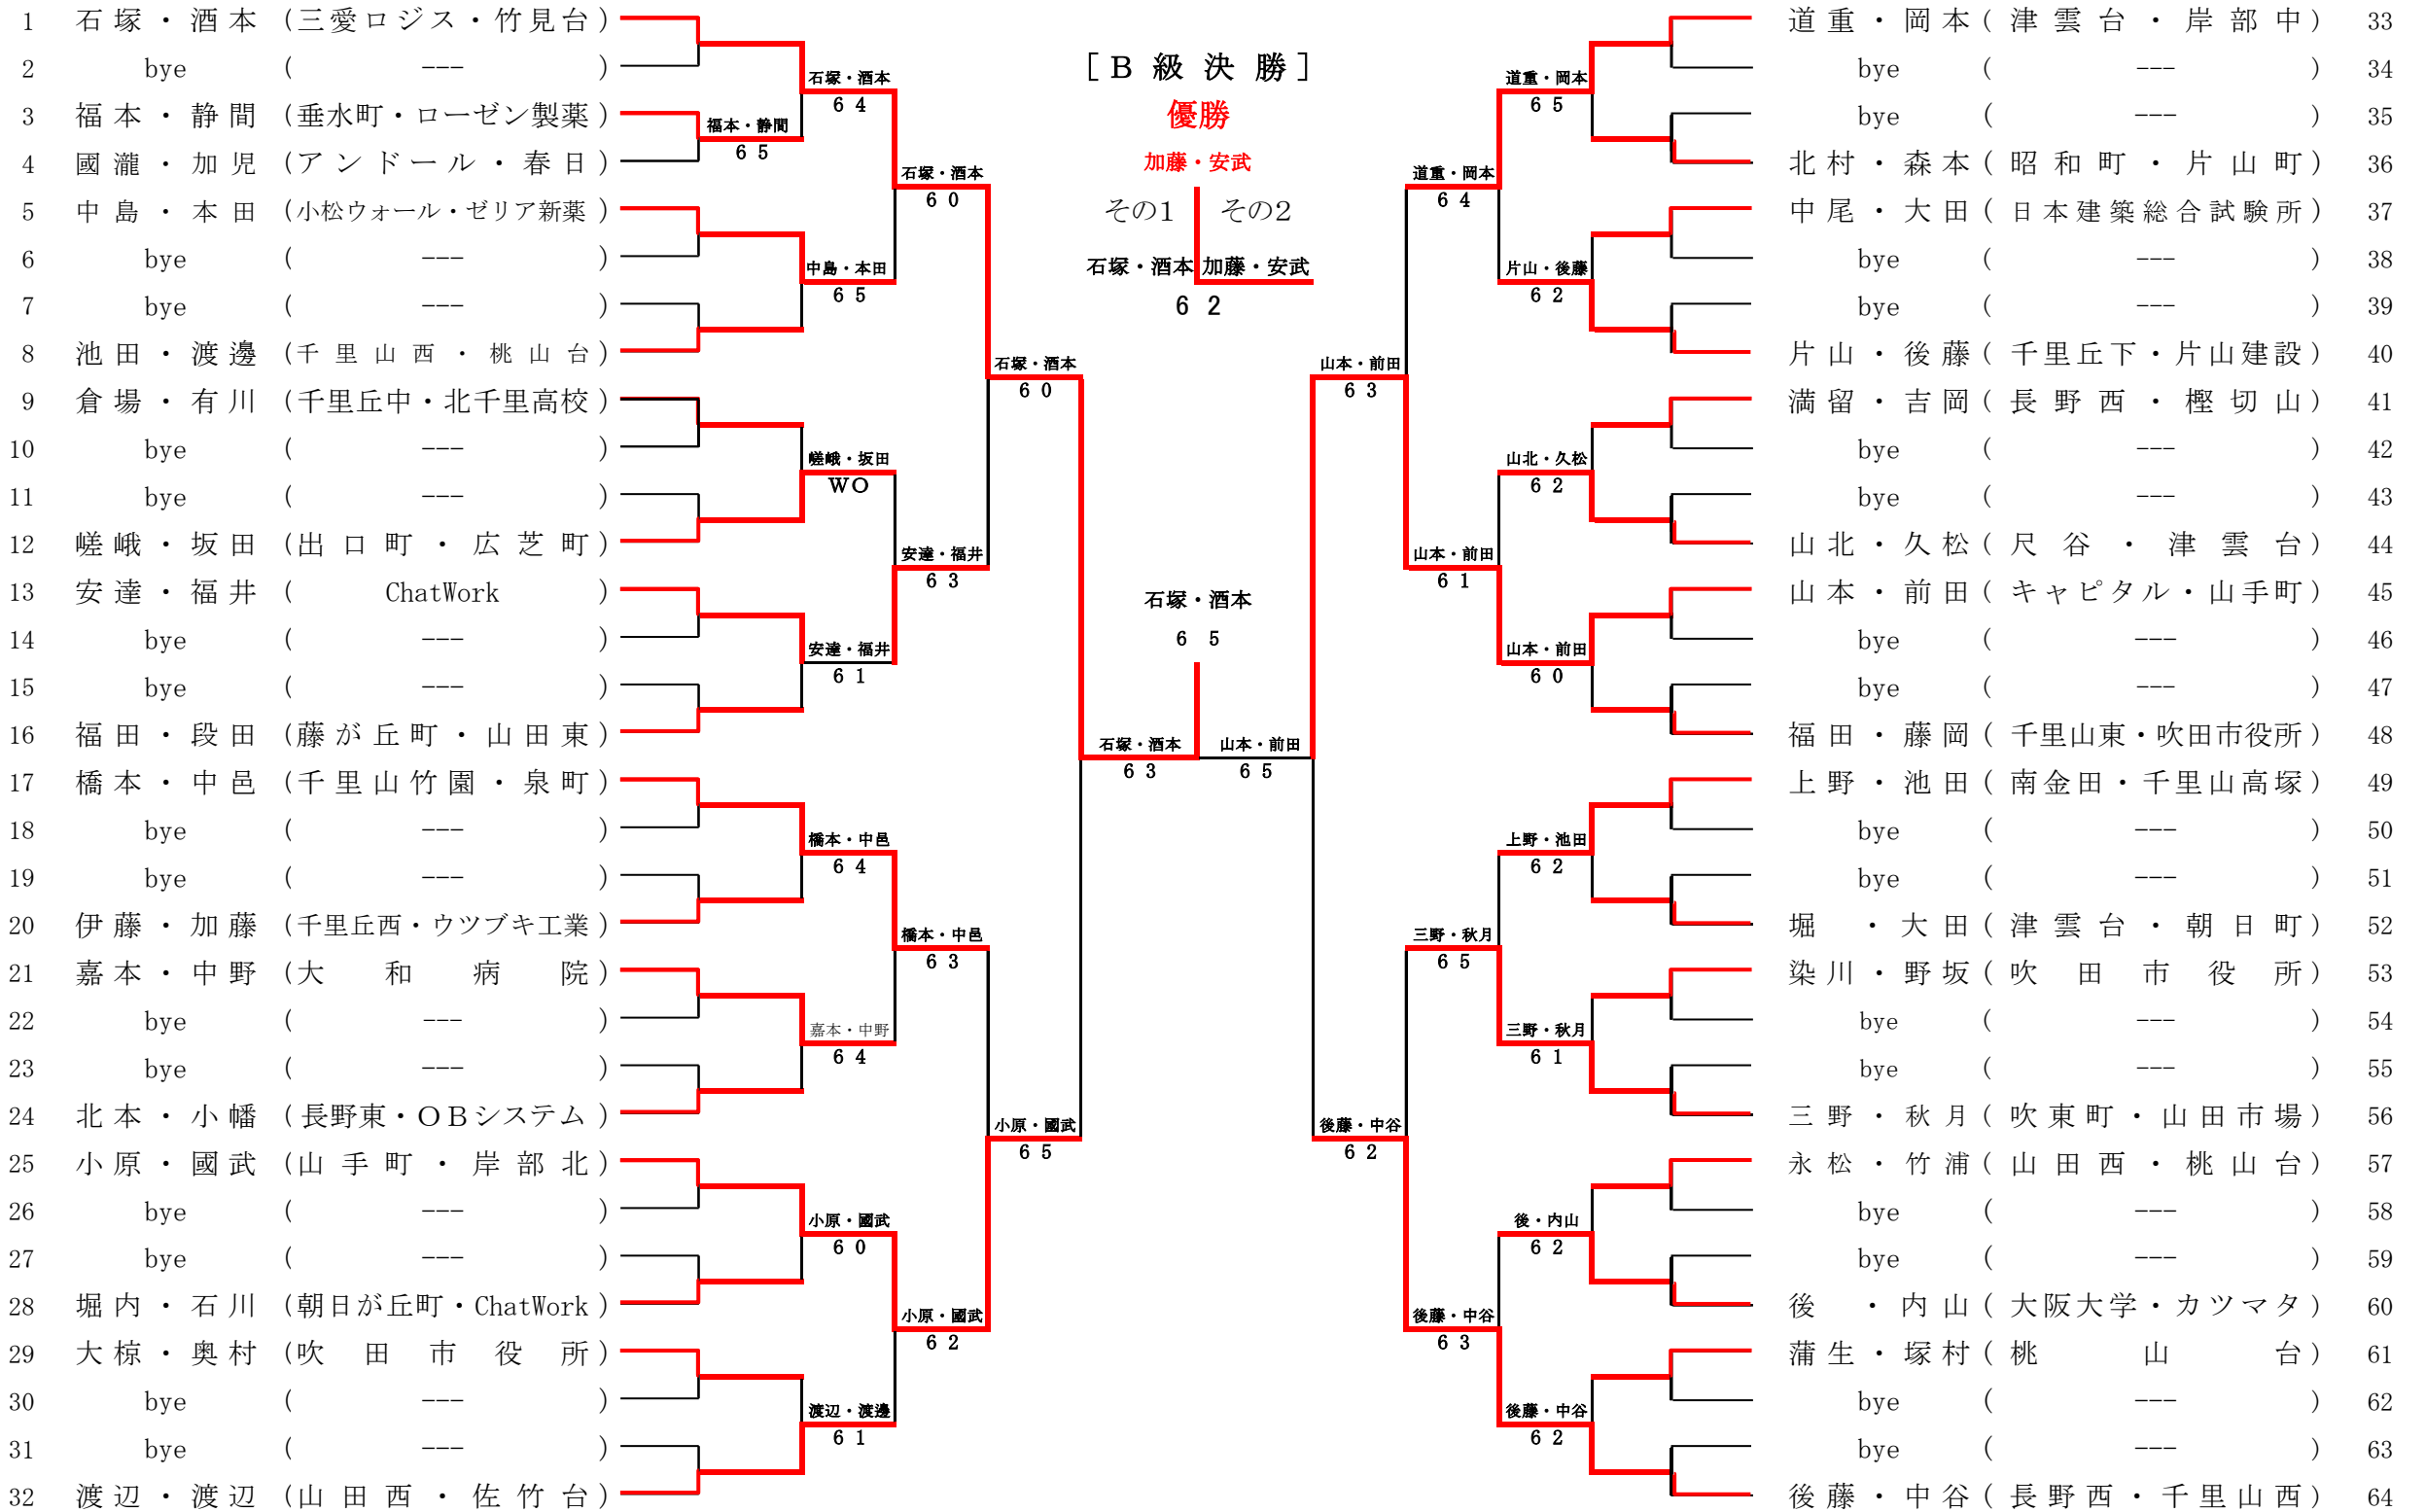 1 石塚・酒本 (三愛ロジス・竹見台)
2 bye ( --- )
3 福本・静間 (垂水町・ローゼン製薬)
4 國瀧・加児 (アンドール・春日)
5 中島・本田 (小松ウォール・ゼリア新薬)
6 bye ( --- )
7 bye ( --- )
8 池田・渡邊 (千里山西・桃山台)
9 倉場・有川 (千里丘中・北千里高校)
10 bye ( --- )
11 bye ( --- )
12 嵯峨・坂田 (出口町・広芝町)
13 安達・福井 ( ChatWork )
14 bye ( --- )
15 bye ( --- )
16 福田・段田 (藤が丘町・山田東)
17 橋本・中邑 (千里山竹園・泉町)
18 bye ( --- )
19 bye ( --- )
20 伊藤・加藤 (千里丘西・ウツブキ工業)
21 嘉本・中野 (大和病院)
22 bye ( --- )
23 bye ( --- )
24 北本・小幡 (長野東・OBシステム)
25 小原・國武 (山手町・岸部北)
26 bye ( --- )
27 bye ( --- )
28 堀内・石川 (朝日が丘町・ChatWork)
29 大椋・奥村 (吹田市役所)
30 bye ( --- )
31 bye ( --- )
32 渡辺・渡辺 (山田西・佐竹台)
福本・静間
6 5
石塚・酒本
6 4
中島・本田
6 5
嵯峨・坂田
WO
安達・福井
6 1
橋本・中邑
6 4
嘉本・中野
6 4
小原・國武
6 0
渡辺・渡邊
6 1
石塚・酒本
6 0
安達・福井
6 3
橋本・中邑
6 3
小原・國武
6 2
石塚・酒本
6 0
小原・國武
6 5
石塚・酒本
6 3
[B級決勝]
優勝
加藤・安武
その1 その2
石塚・酒本 加藤・安武
6 2
石塚・酒本
6 5
山本・前田
6 5
山本・前田
6 3
後藤・中谷
6 2
道重・岡本
6 4
山本・前田
6 1
三野・秋月
6 5
後藤・中谷
6 3
道重・岡本
6 5
片山・後藤
6 2
山北・久松
6 2
山本・前田
6 0
上野・池田
6 2
三野・秋月
6 1
後・内山
6 2
後藤・中谷
6 2
道重・岡本 (津雲台・岸部中) 33
bye ( --- ) 34
bye ( --- ) 35
北村・森本 (昭和町・片山町) 36
中尾・大田 (日本建築総合試験所) 37
bye ( --- ) 38
bye ( --- ) 39
片山・後藤 (千里丘下・片山建設) 40
満留・吉岡 (長野西・樫切山) 41
bye ( --- ) 42
bye ( --- ) 43
山北・久松 (尺谷・津雲台) 44
山本・前田 (キャピタル・山手町) 45
bye ( --- ) 46
bye ( --- ) 47
福田・藤岡 (千里山東・吹田市役所) 48
上野・池田 (南金田・千里山高塚) 49
bye ( --- ) 50
bye ( --- ) 51
堀・大田 (津雲台・朝日町) 52
染川・野坂 (吹田市役所) 53
bye ( --- ) 54
bye ( --- ) 55
三野・秋月 (吹東町・山田市場) 56
永松・竹浦 (山田西・桃山台) 57
bye ( --- ) 58
bye ( --- ) 59
後・内山 (大阪大学・カツマタ) 60
蒲生・塚村 (桃山台) 61
bye ( --- ) 62
bye ( --- ) 63
後藤・中谷 (長野西・千里山西) 64